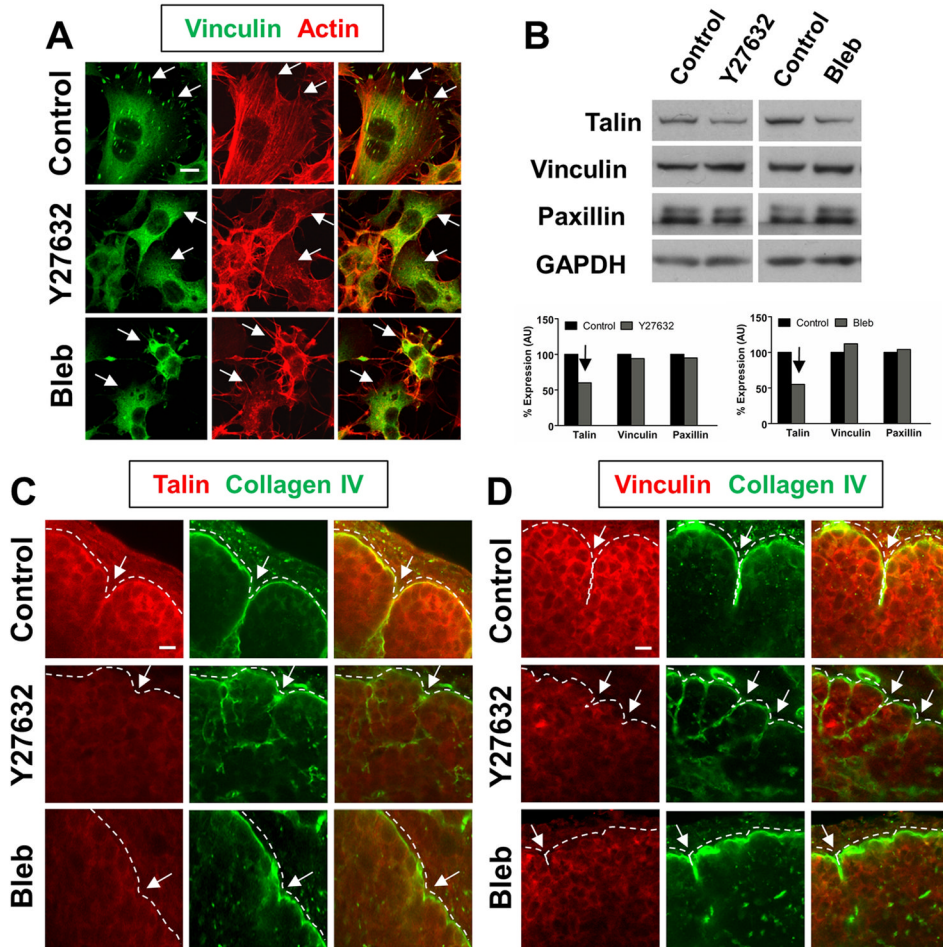 A
Vinculin Actin
Control
Y27632
Bleb
B
Control
Y27632
Control
Bleb
Talin
Vinculin
Paxillin
GAPDH
Control Y27632
% Expression (AU)
150
100
50
0
Talin Vinculin Paxillin
Control Bleb
% Expression (AU)
150
100
50
0
Talin Vinculin Paxillin
C
Talin Collagen IV
Control
Y27632
Bleb
D
Vinculin Collagen IV
Control
Y27632
Bleb